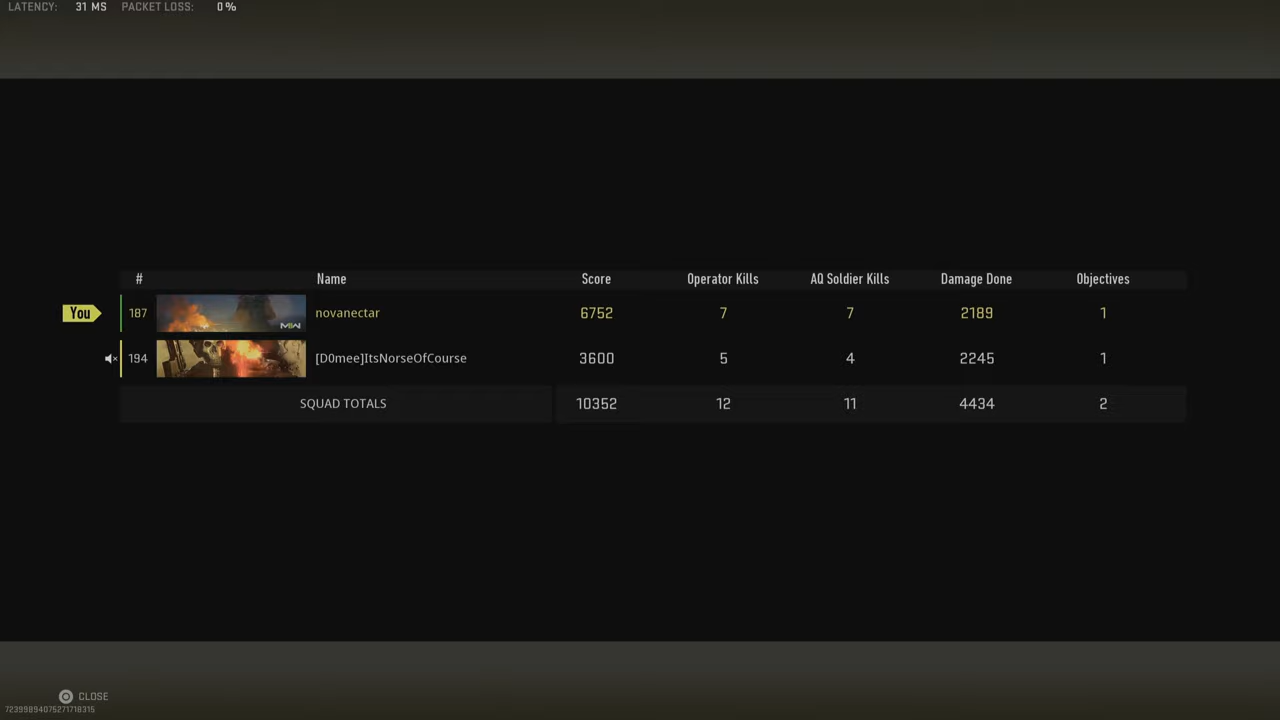 LATENCY: 31 MS PACKET LOSS: 0 %
# Name Score Operator Kills AQ Soldier Kills Damage Done Objectives
You 187 MWII novanectar 6752 7 7 2189 1
194 [D0mee]ItsNorseOfCourse 3600 5 4 2245 1
SQUAD TOTALS 10352 12 11 4434 2
CLOSE
72399894075271718315